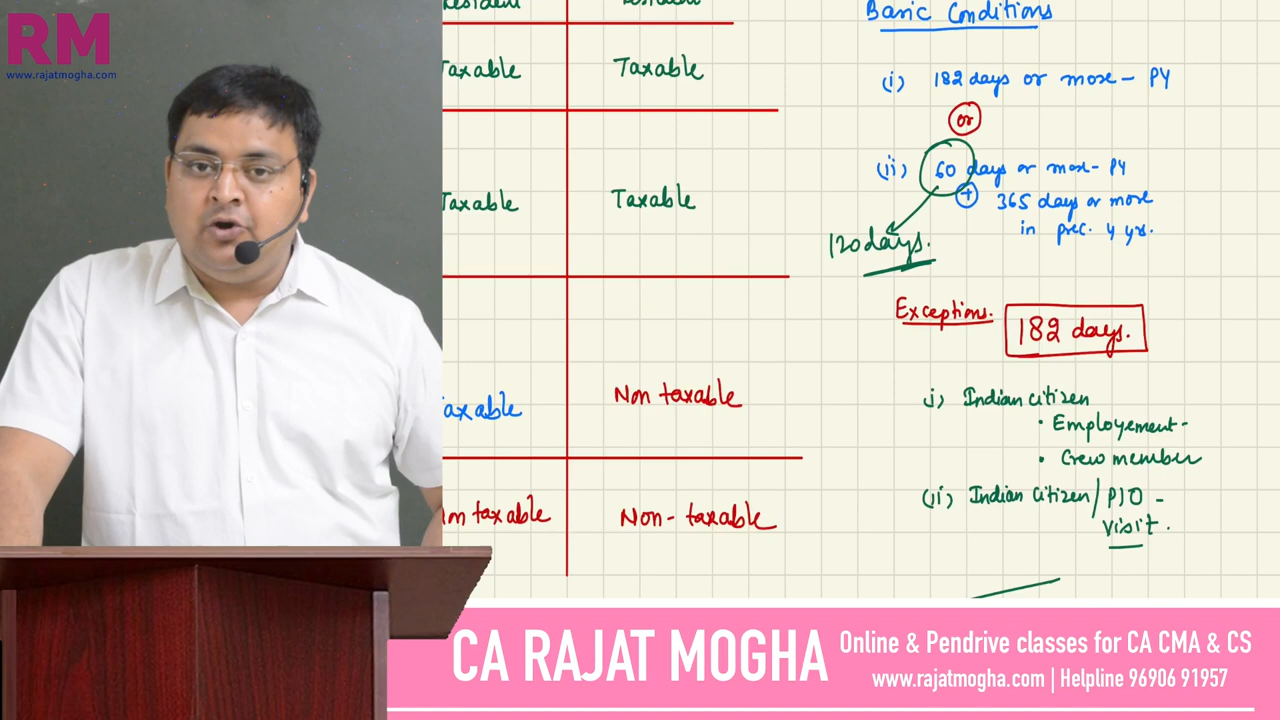 RM
www.rajatmogha.com
Resident Resident
Taxable Taxable
Taxable Taxable
Taxable Non taxable
taxable Non-taxable
Basic Conditions
(i) 182 days or more - PY
or
(ii) 60 days or more - PY
+ 365 days or more
in prec. 4 yrs.
120 days.
Exceptions. 182 days.
i) Indian citizen
• Employement -
• Crew member
(ii) Indian citizen/PIO -
visit.
CA RAJAT MOGHA
Online & Pendrive classes for CA CMA & CS
www.rajatmogha.com | Helpline 96906 91957